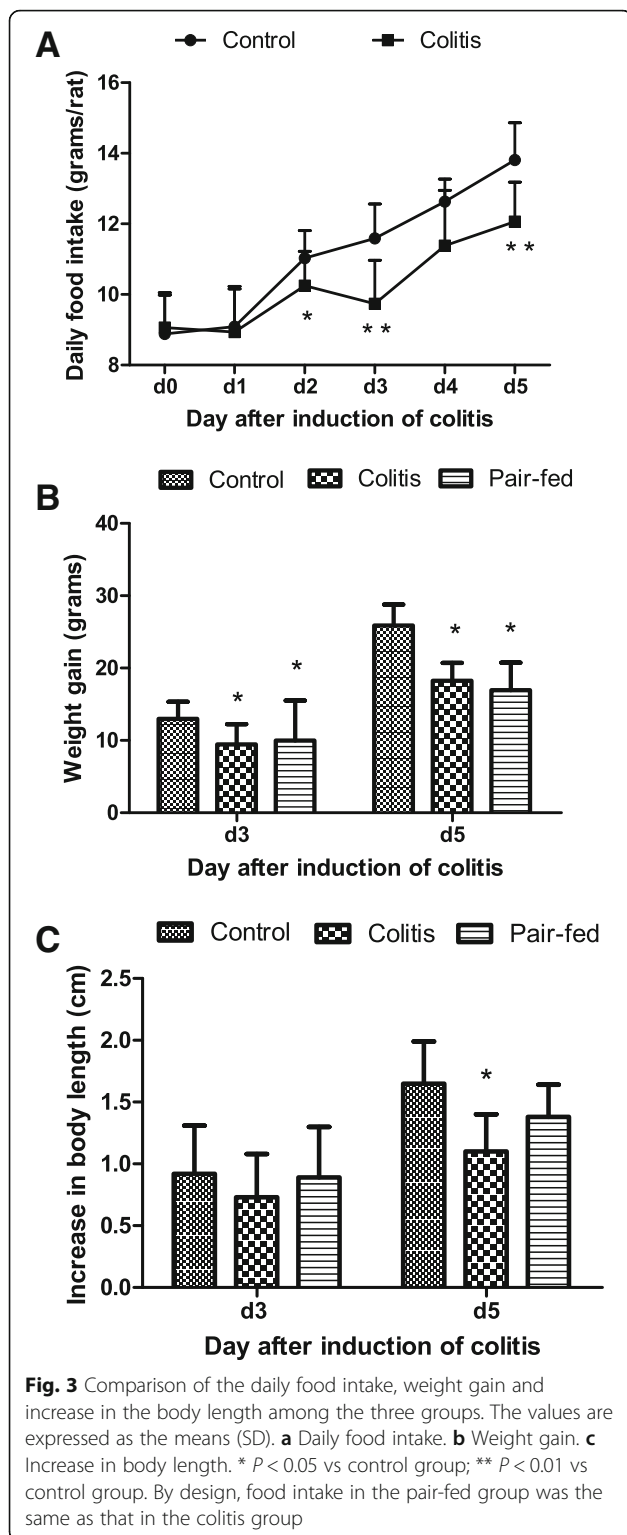 A
Control Colitis
Daily food intake (grams/rat)
16
14
12
10
8
* ** **
d0 d1 d2 d3 d4 d5
Day after induction of colitis
B
Control Colitis Pair-fed
Weight gain (grams)
40
30
20
10
0
* * * *
d3 d5
Day after induction of colitis
C
Control Colitis Pair-fed
Increase in body length (cm)
2.5
2.0
1.5
1.0
0.5
0.0
*
d3 d5
Day after induction of colitis
Fig. 3 Comparison of the daily food intake, weight gain and
increase in the body length among the three groups. The values are
expressed as the means (SD). a Daily food intake. b Weight gain. c
Increase in body length. * P < 0.05 vs control group; ** P < 0.01 vs
control group. By design, food intake in the pair-fed group was the
same as that in the colitis group